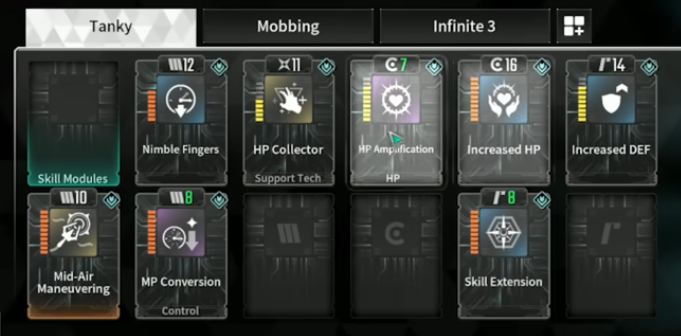 Tanky
Mobbing
Infinite 3
12
11
7
16
14
Nimble Fingers
HP Collector
HP Amplification
Increased HP
Increased DEF
Skill Modules
Support Tech
HP
10
8
8
Mid-Air
Maneuvering
MP Conversion
Skill Extension
Control